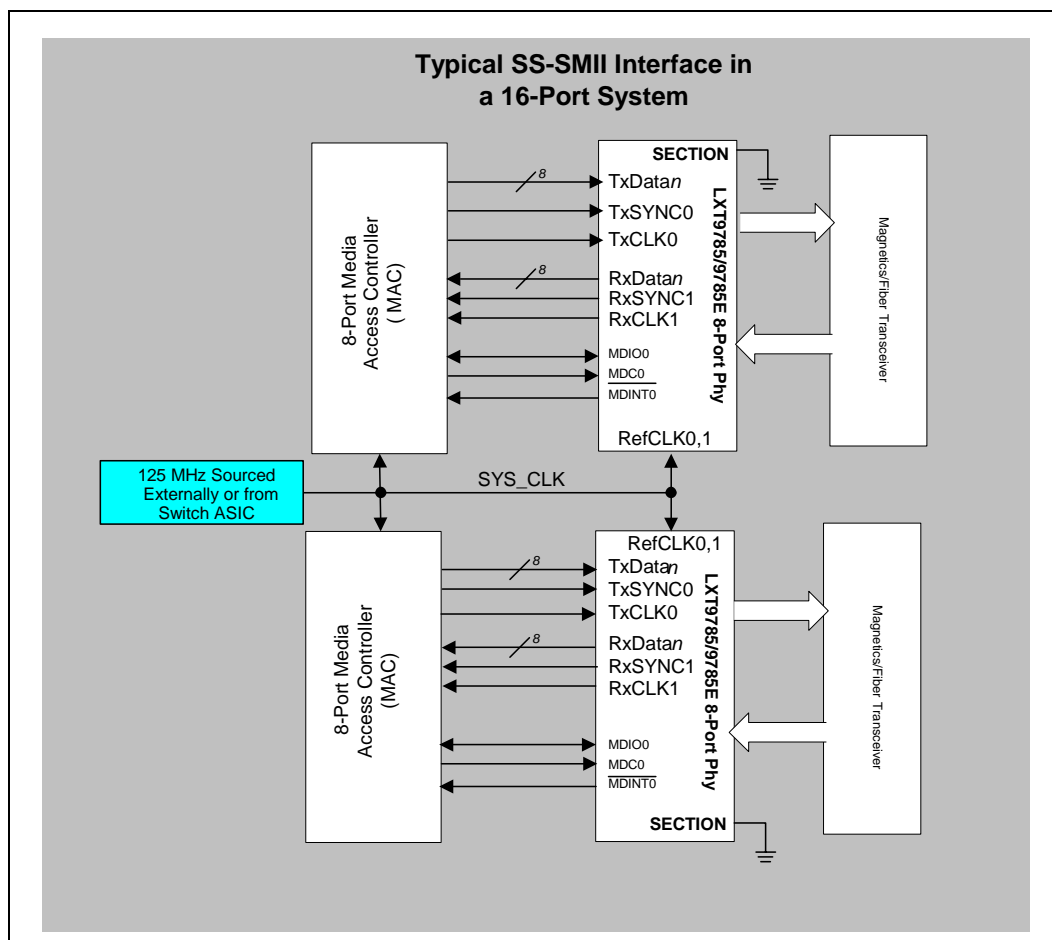 Typical SS-SMII Interface in
a 16-Port System
8-Port Media
Access Controller
( MAC)
8
8
SECTION
TxDatan
TxSYNC0
TxCLK0
RxDatan
RxSYNC1
RxCLK1
MDIO0
MDC0
MDINT0
RefCLK0,1
LXT9785/9785E 8-Port Phy
Magnetics/Fiber Transceiver
125 MHz Sourced
Externally or from
Switch ASIC
SYS_CLK
8-Port Media
Access Controller
(MAC)
8
8
RefCLK0,1
TxDatan
TxSYNC0
TxCLK0
RxDatan
RxSYNC1
RxCLK1
MDIO0
MDC0
MDINT0
SECTION
LXT9785/9785E 8-Port Phy
Magnetics/Fiber Transceiver